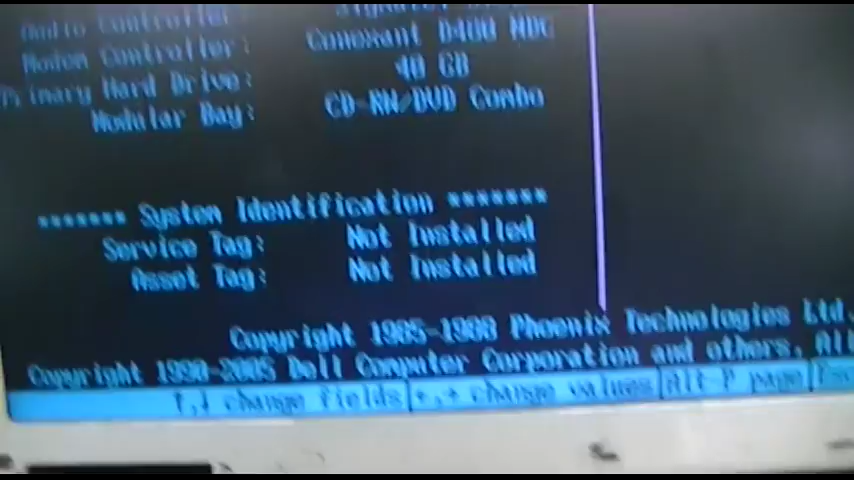 Audio Controller:
Modem Controller: Conexant D480 MDC
Primary Hard Drive: 40 GB
Modular Bay: CD-RW/DVD Combo
******* System Identification *******
Service Tag: Not Installed
Asset Tag: Not Installed
Copyright 1985-1988 Phoenix Technologies Ltd.
Copyright 1990-2005 Dell Computer Corporation and others. All
↑,↓ change fields ←,→ change values Alt-P page Esc